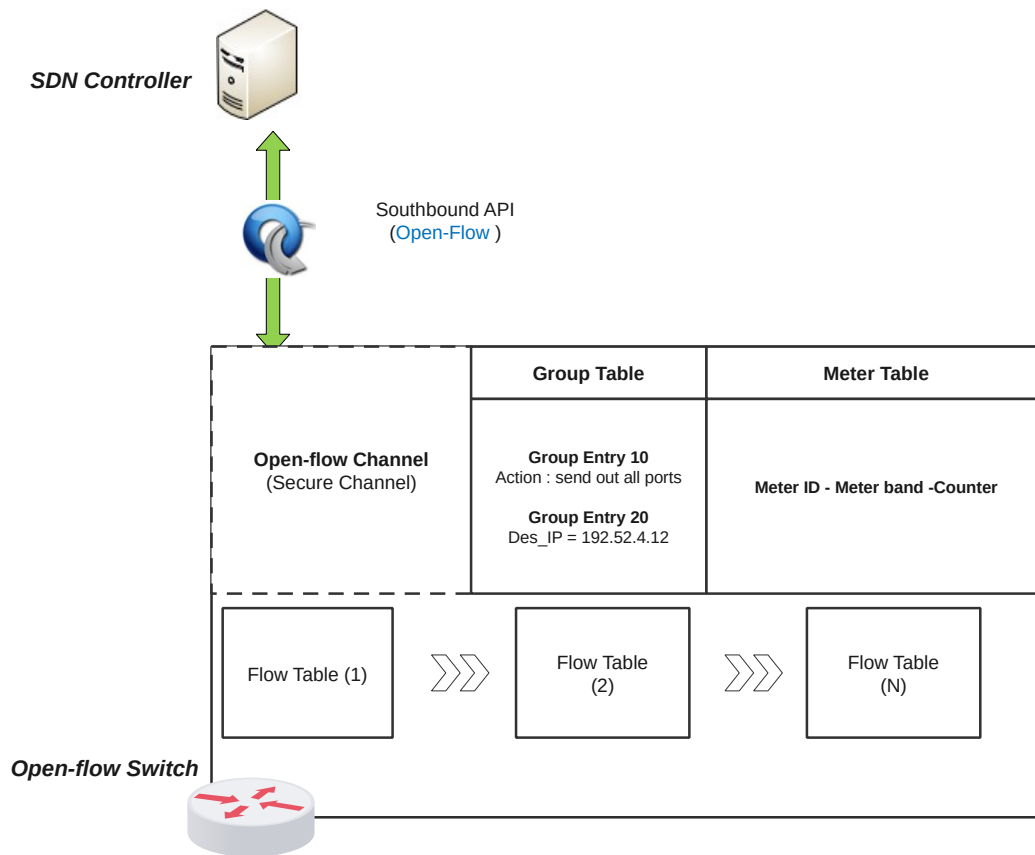 SDN Controller
Southbound API
(Open-Flow )
Group Table
Meter Table
Open-flow Channel
(Secure Channel)
Group Entry 10
Action : send out all ports
Group Entry 20
Des_IP = 192.52.4.12
Meter ID - Meter band -Counter
Flow Table (1)
Flow Table
(2)
Flow Table
(N)
Open-flow Switch